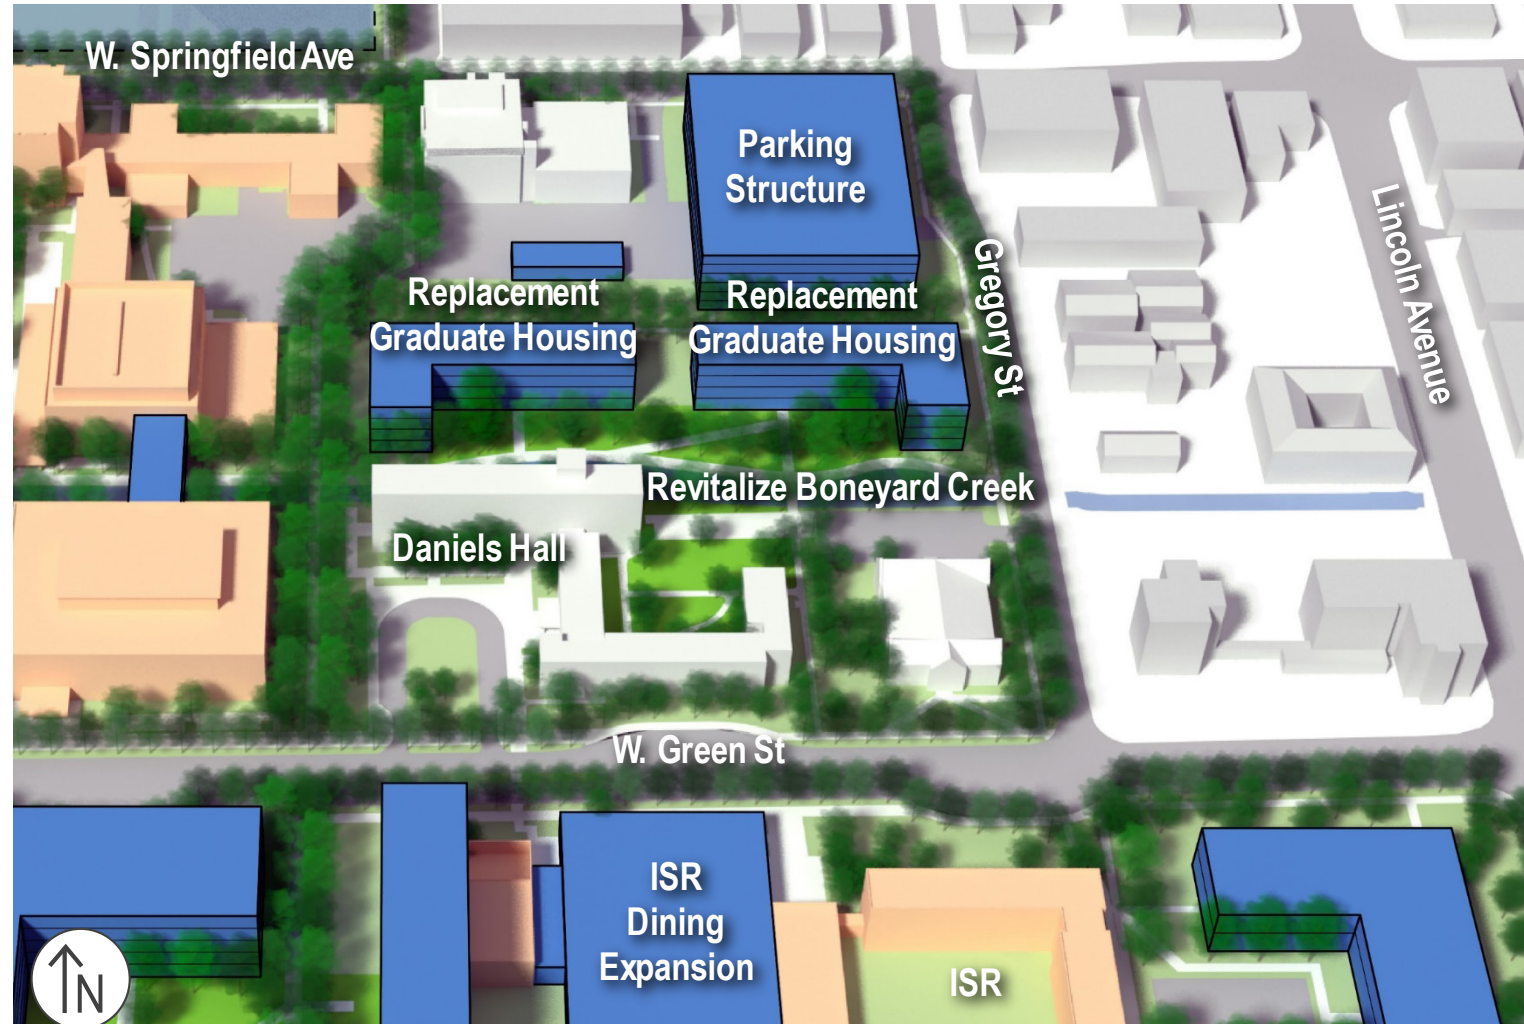 W. Springfield Ave
Parking
Structure
Lincoln Avenue
Gregory St
Replacement
Graduate Housing
Replacement
Graduate Housing
Revitalize Boneyard Creek
Daniels Hall
W. Green St
ISR
Dining
Expansion
ISR
N